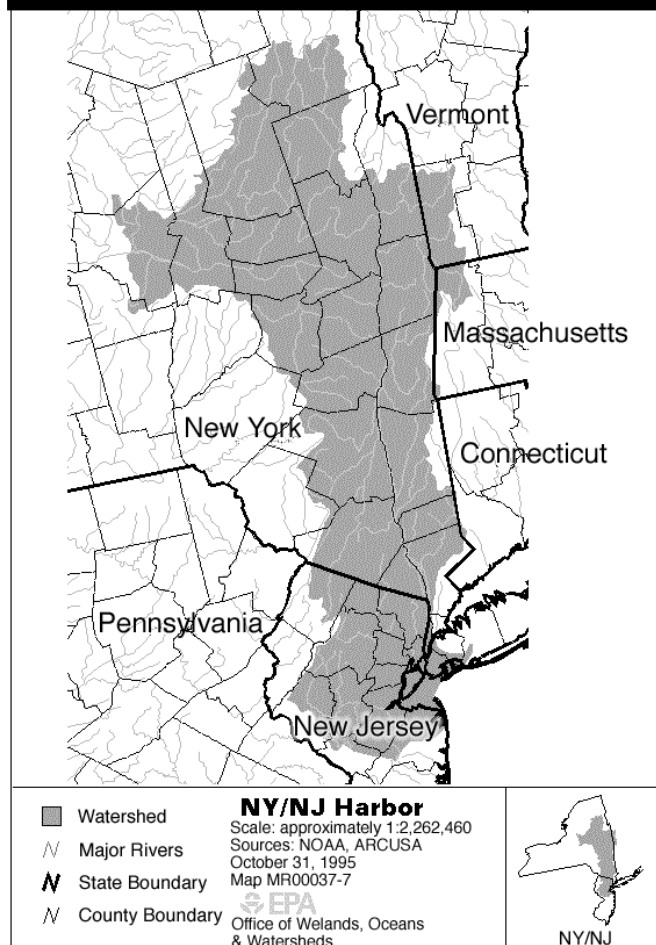 Vermont
Massachusetts
New York
Connecticut
Pennsylvania
New Jersey
Watershed
Major Rivers
State Boundary
County Boundary
NY/NJ Harbor
Scale: approximately 1:2,262,460
Sources: NOAA, ARCUSA
October 31, 1995
Map MR00037-7
EPA
Office of Welands, Oceans
& Watersheds
NY/NJ